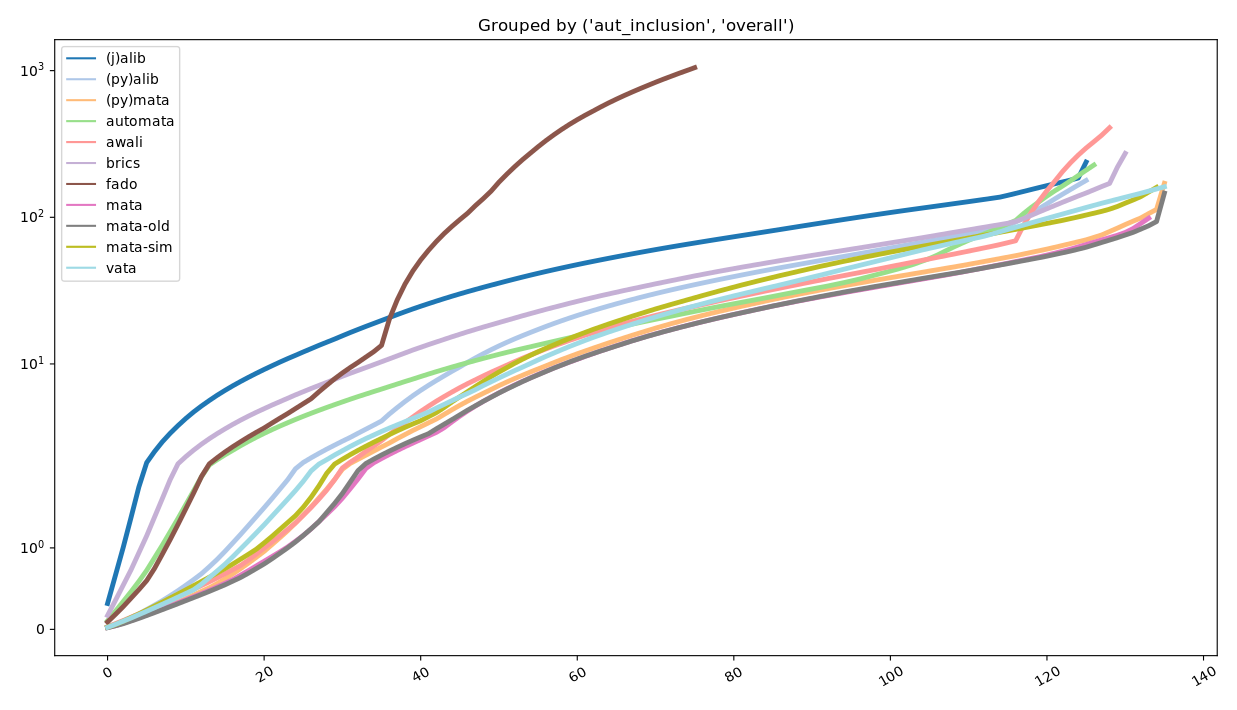 Grouped by ('aut_inclusion', 'overall')
(j)alib
(py)alib
(py)mata
automata
awali
brics
fado
mata
mata-old
mata-sim
vata
10³
10²
10¹
10⁰
0
0
20
40
60
80
100
120
140